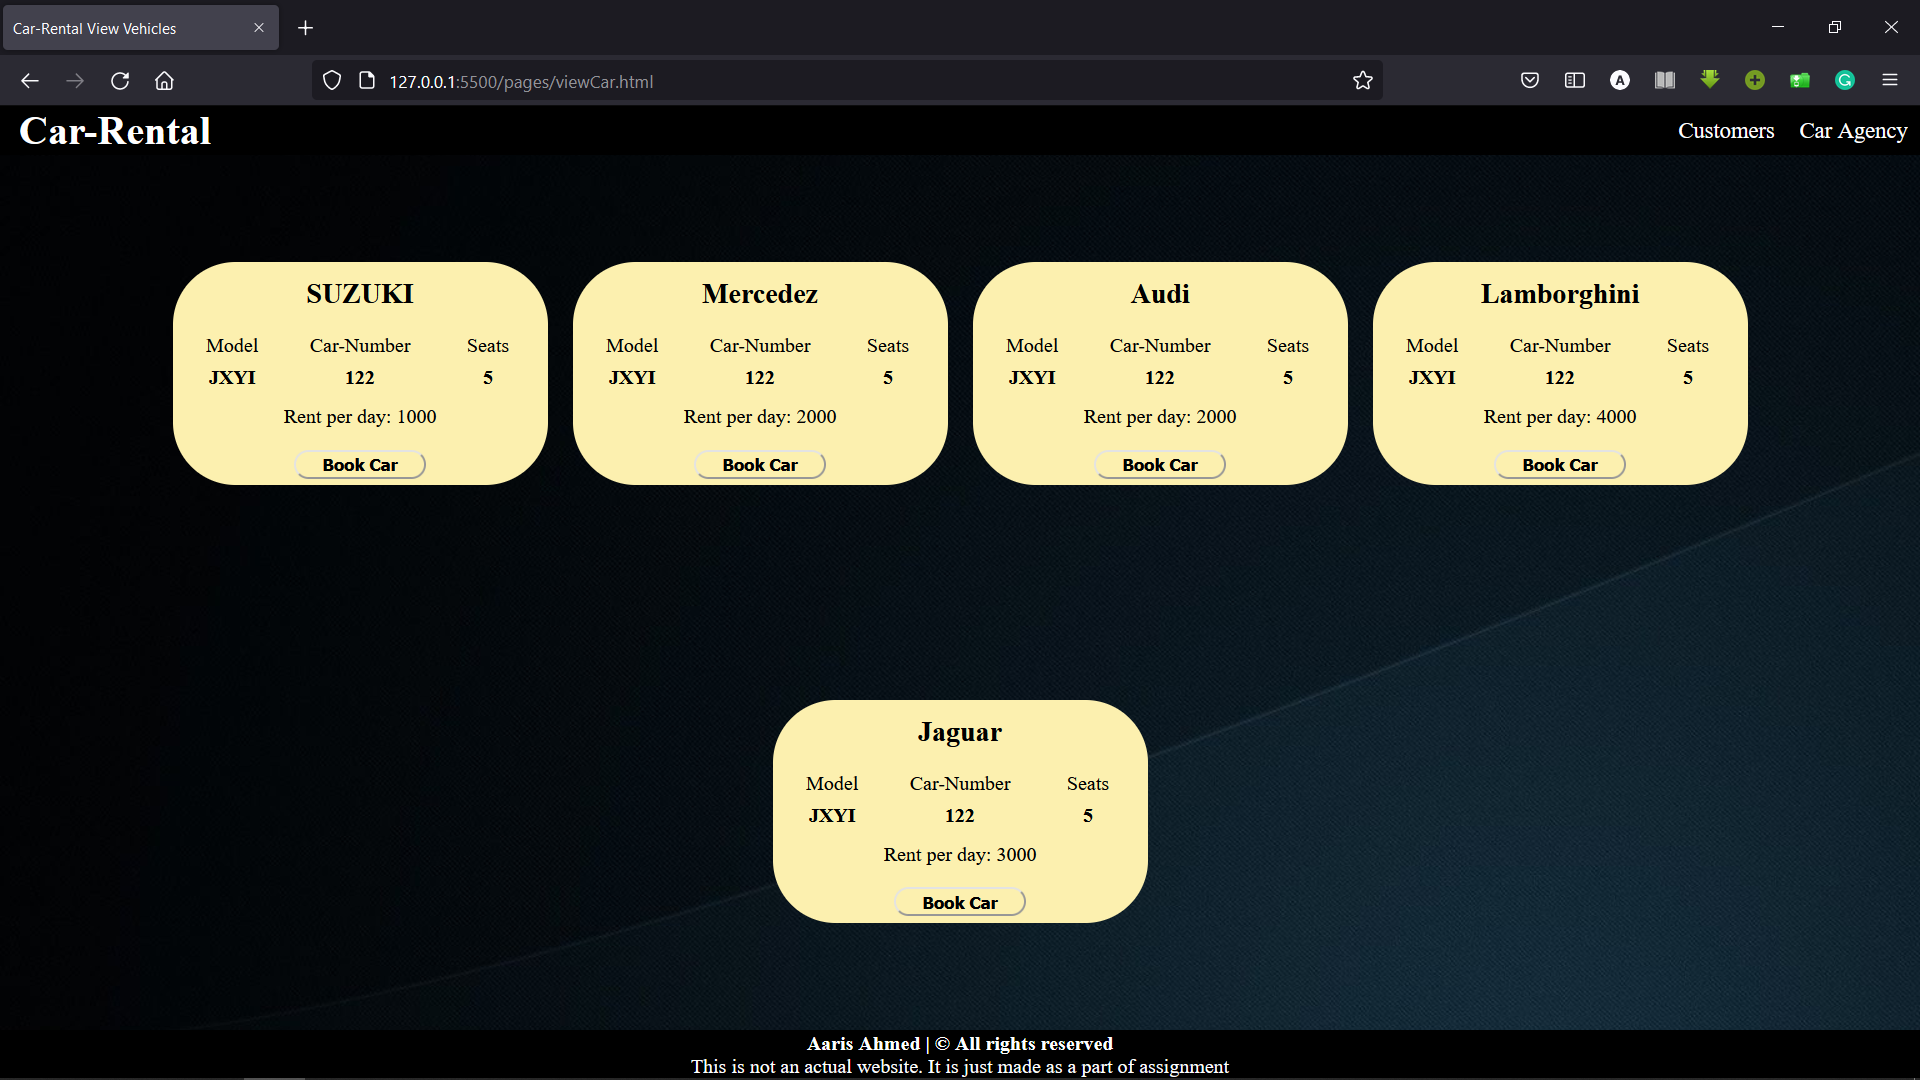 Car-Rental View Vehicles
127.0.0.1:5500/pages/viewCar.html
Car-Rental
Customers Car Agency
SUZUKI Mercedez Audi Lamborghini
Model Car-Number Seats Model Car-Number Seats Model Car-Number Seats Model Car-Number Seats
JXYI 122 5 JXYI 122 5 JXYI 122 5 JXYI 122 5
Rent per day: 1000 Rent per day: 2000 Rent per day: 2000 Rent per day: 4000
Book Car Book Car Book Car Book Car
Jaguar
Model Car-Number Seats
JXYI 122 5
Rent per day: 3000
Book Car
Aaris Ahmed | © All rights reserved
This is not an actual website. It is just made as a part of assignment